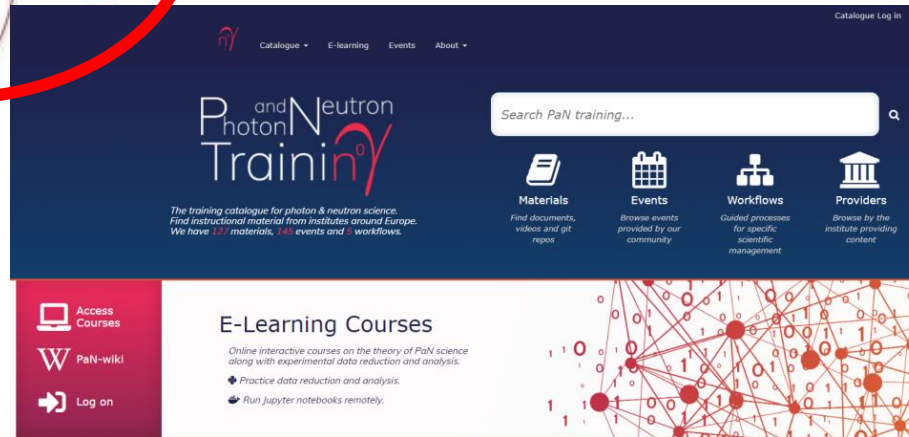 Catalogue Log in
nγ Catalogue E-learning Events About
Photon and Neutron
Training
Search PaN training...
Materials
Find documents,
videos and git
repos
Events
Browse events
provided by our
community
Workflows
Guided processes
for specific
scientific
management
Providers
Browse by the
institute providing
content
The training catalogue for photon & neutron science.
Find instructional material from institutes around Europe.
We have 127 materials, 145 events and 5 workflows.
Access
Courses
PaN-wiki
Log on
E-Learning Courses
Online interactive courses on the theory of PaN science
along with experimental data reduction and analysis.
Practice data reduction and analysis.
Run Jupyter notebooks remotely.